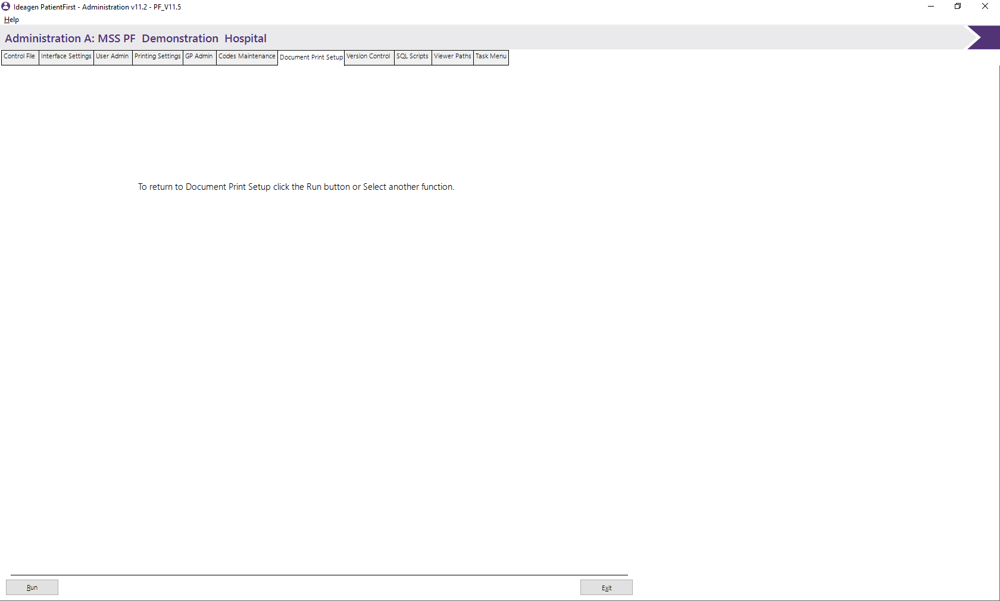 Ideagen PatientFirst - Administration v11.2 - PF_V11.5
Help
Administration A: MSS PF  Demonstration  Hospital
Control File Interface Settings User Admin Printing Settings GP Admin Codes Maintenance Document Print Setup Version Control SQL Scripts Viewer Paths Task Menu
To return to Document Print Setup click the Run button or Select another function.
Run Exit